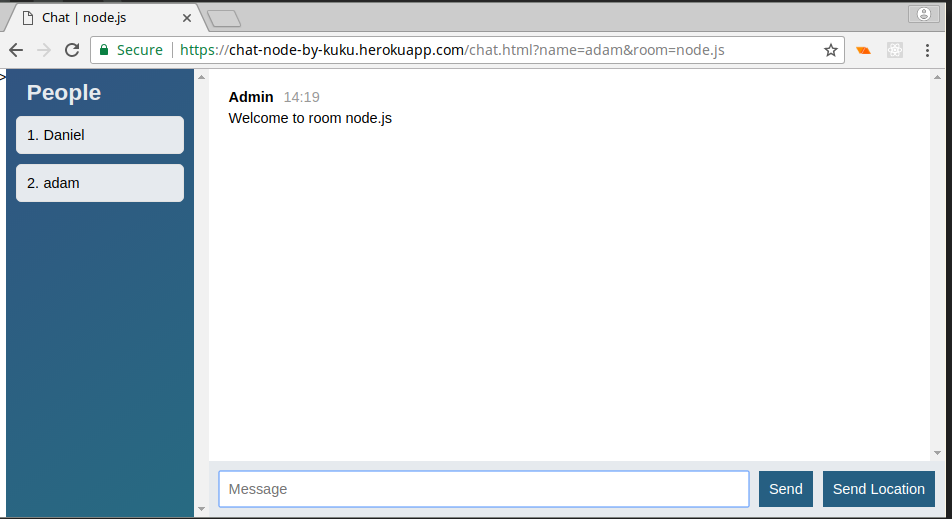 Chat | node.js
Secure
https://chat-node-by-kuku.herokuapp.com/chat.html?name=adam&room=node.js
>
People
1. Daniel
2. adam
Admin 14:19
Welcome to room node.js
Message
Send
Send Location